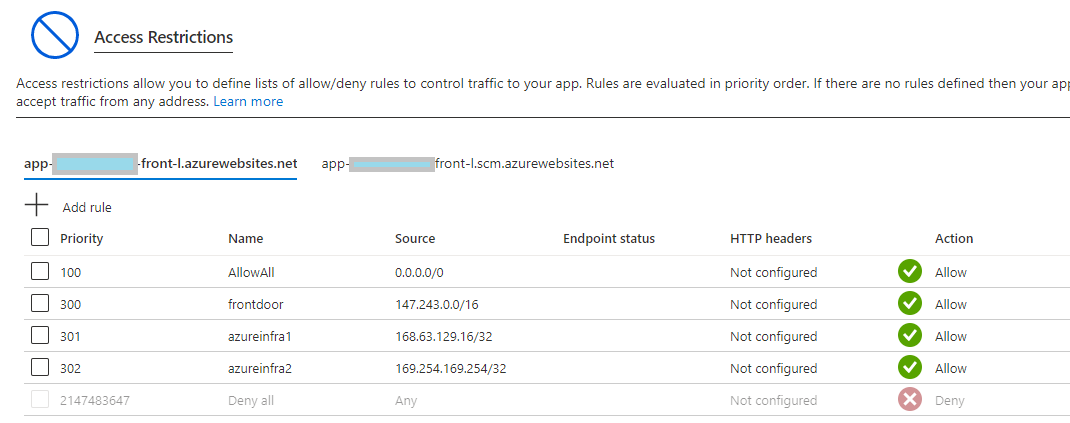 Access Restrictions
Access restrictions allow you to define lists of allow/deny rules to control traffic to your app. Rules are evaluated in priority order. If there are no rules defined then your app
accept traffic from any address. Learn more
app- -front-l.azurewebsites.net app- front-l.scm.azurewebsites.net
Add rule
Priority Name Source Endpoint status HTTP headers Action
100 AllowAll 0.0.0.0/0 Not configured Allow
300 frontdoor 147.243.0.0/16 Not configured Allow
301 azureinfra1 168.63.129.16/32 Not configured Allow
302 azureinfra2 169.254.169.254/32 Not configured Allow
2147483647 Deny all Any Not configured Deny